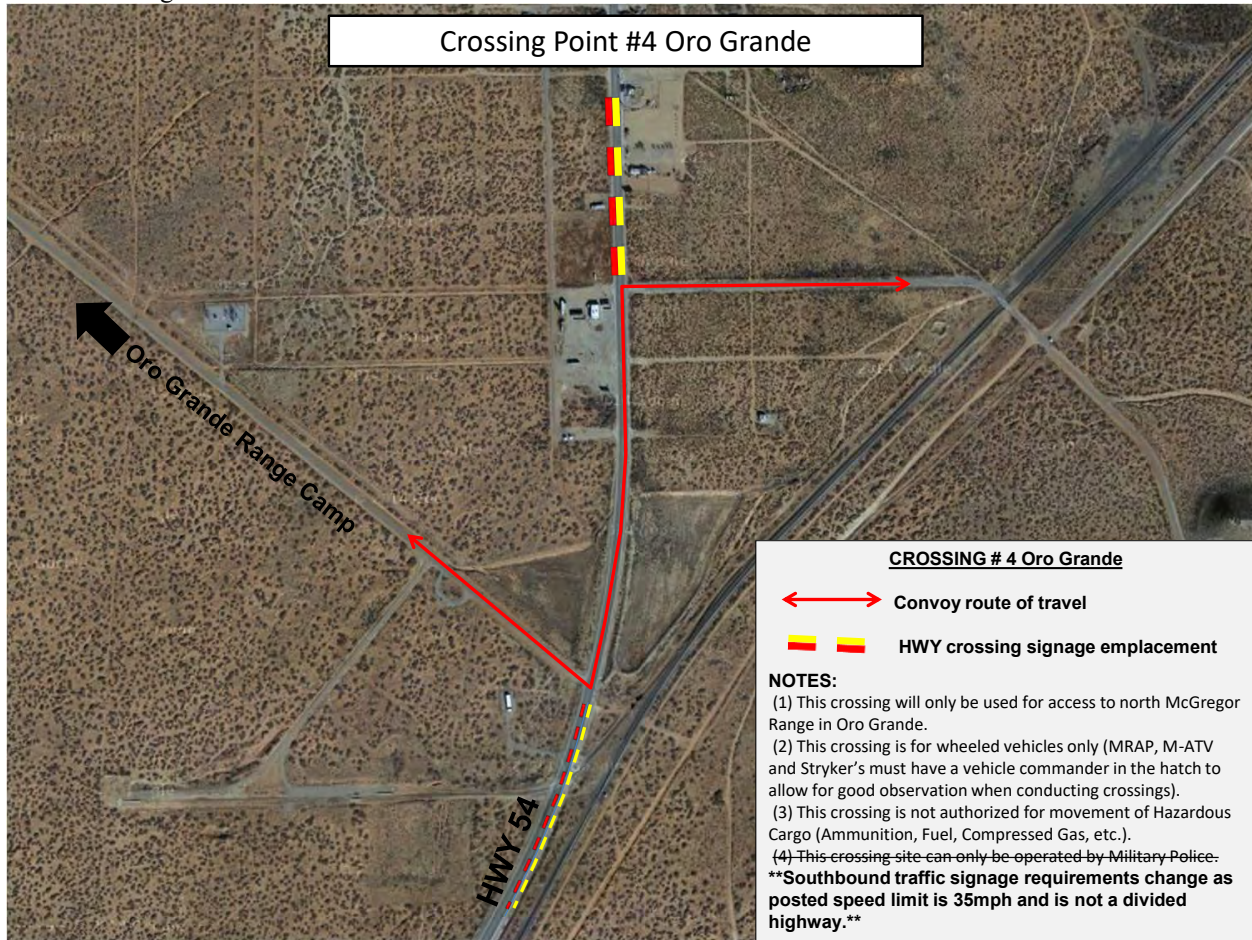 Crossing Point #4 Oro Grande
Oro Grande Range Camp
HWY 54
CROSSING # 4 Oro Grande
Convoy route of travel
HWY crossing signage emplacement
NOTES:
(1) This crossing will only be used for access to north McGregor
Range in Oro Grande.
(2) This crossing is for wheeled vehicles only (MRAP, M-ATV
and Stryker's must have a vehicle commander in the hatch to
allow for good observation when conducting crossings).
(3) This crossing is not authorized for movement of Hazardous
Cargo (Ammunition, Fuel, Compressed Gas, etc.).
(4) This crossing site can only be operated by Military Police.
**Southbound traffic signage requirements change as
posted speed limit is 35mph and is not a divided
highway.**